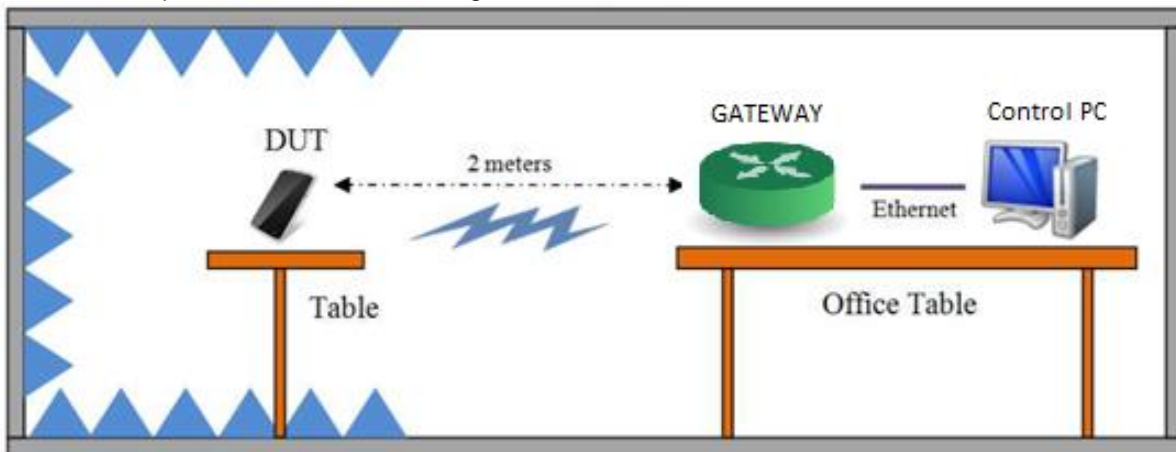 DUT
2 meters
GATEWAY
Control PC
Ethernet
Table
Office Table